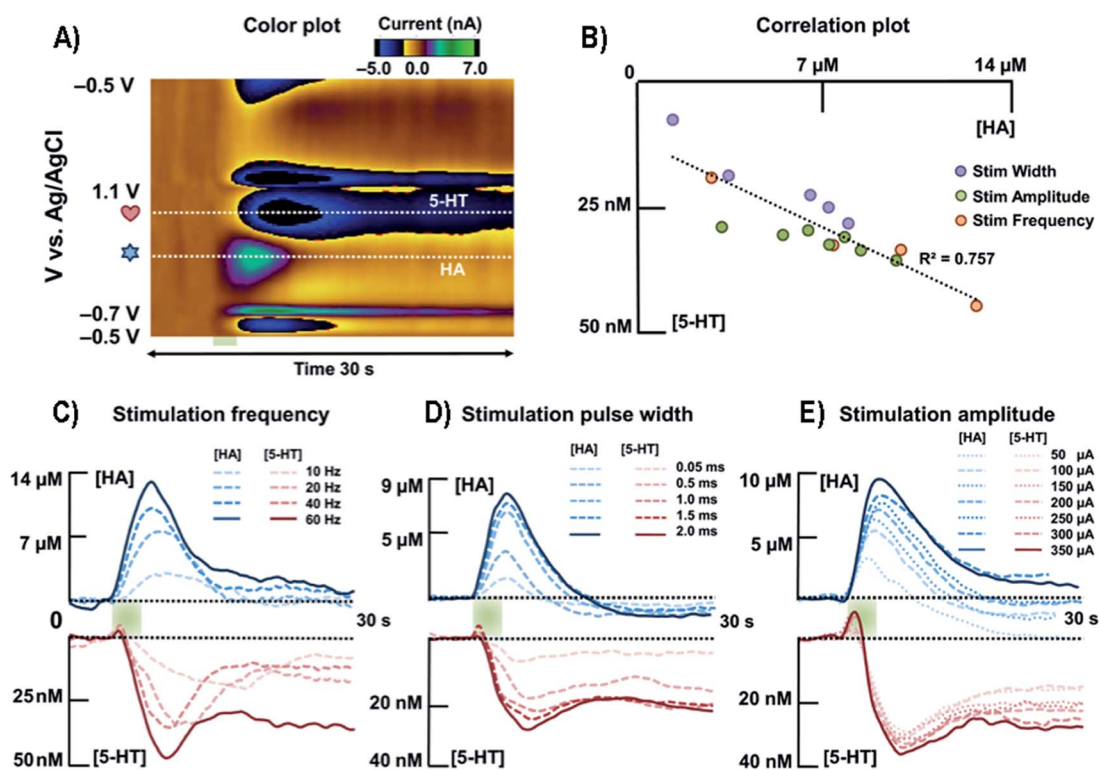 A)
Color plot
Current (nA)
–5.0 0.0 7.0
–0.5 V
1.1 V
–0.7 V
–0.5 V
V vs. Ag/AgCl
5-HT
HA
Time 30 s
B)
Correlation plot
0
7 µM
14 µM
[HA]
Stim Width
Stim Amplitude
Stim Frequency
25 nM
R² = 0.757
50 nM
[5-HT]
C)
Stimulation frequency
[HA] [5-HT]
10 Hz
20 Hz
40 Hz
60 Hz
14 µM
[HA]
7 µM
0
30 s
25 nM
50 nM
[5-HT]
D)
Stimulation pulse width
[HA] [5-HT]
0.05 ms
0.5 ms
1.0 ms
1.5 ms
2.0 ms
9 µM
[HA]
5 µM
30 s
20 nM
40 nM
[5-HT]
E)
Stimulation amplitude
[HA] [5-HT]
50 µA
100 µA
150 µA
200 µA
250 µA
300 µA
350 µA
10 µM
[HA]
5 µM
30 s
20 nM
40 nM
[5-HT]